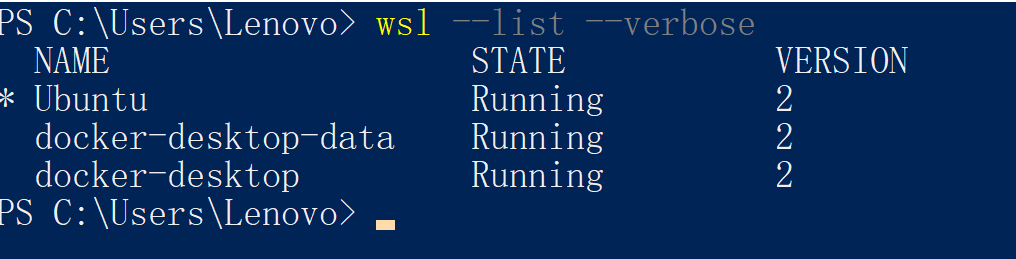 PS C:\Users\Lenovo> wsl --list --verbose
  NAME                   STATE           VERSION
* Ubuntu                 Running         2
  docker-desktop-data    Running         2
  docker-desktop         Running         2
PS C:\Users\Lenovo>